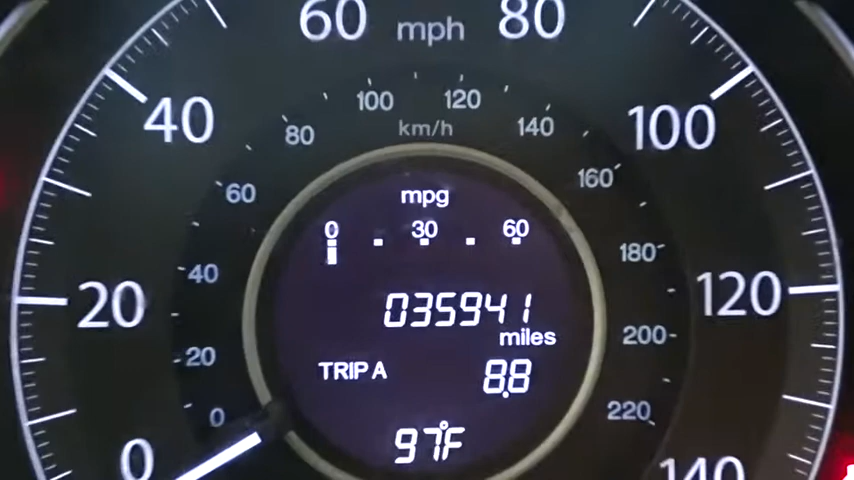 60 mph 80
40 100
100 120
80 km/h 140
60 160
mpg
0 30 60
40 180
20 120
035941
miles
20 200
TRIP A 8.8
0 220
97°F
0 140